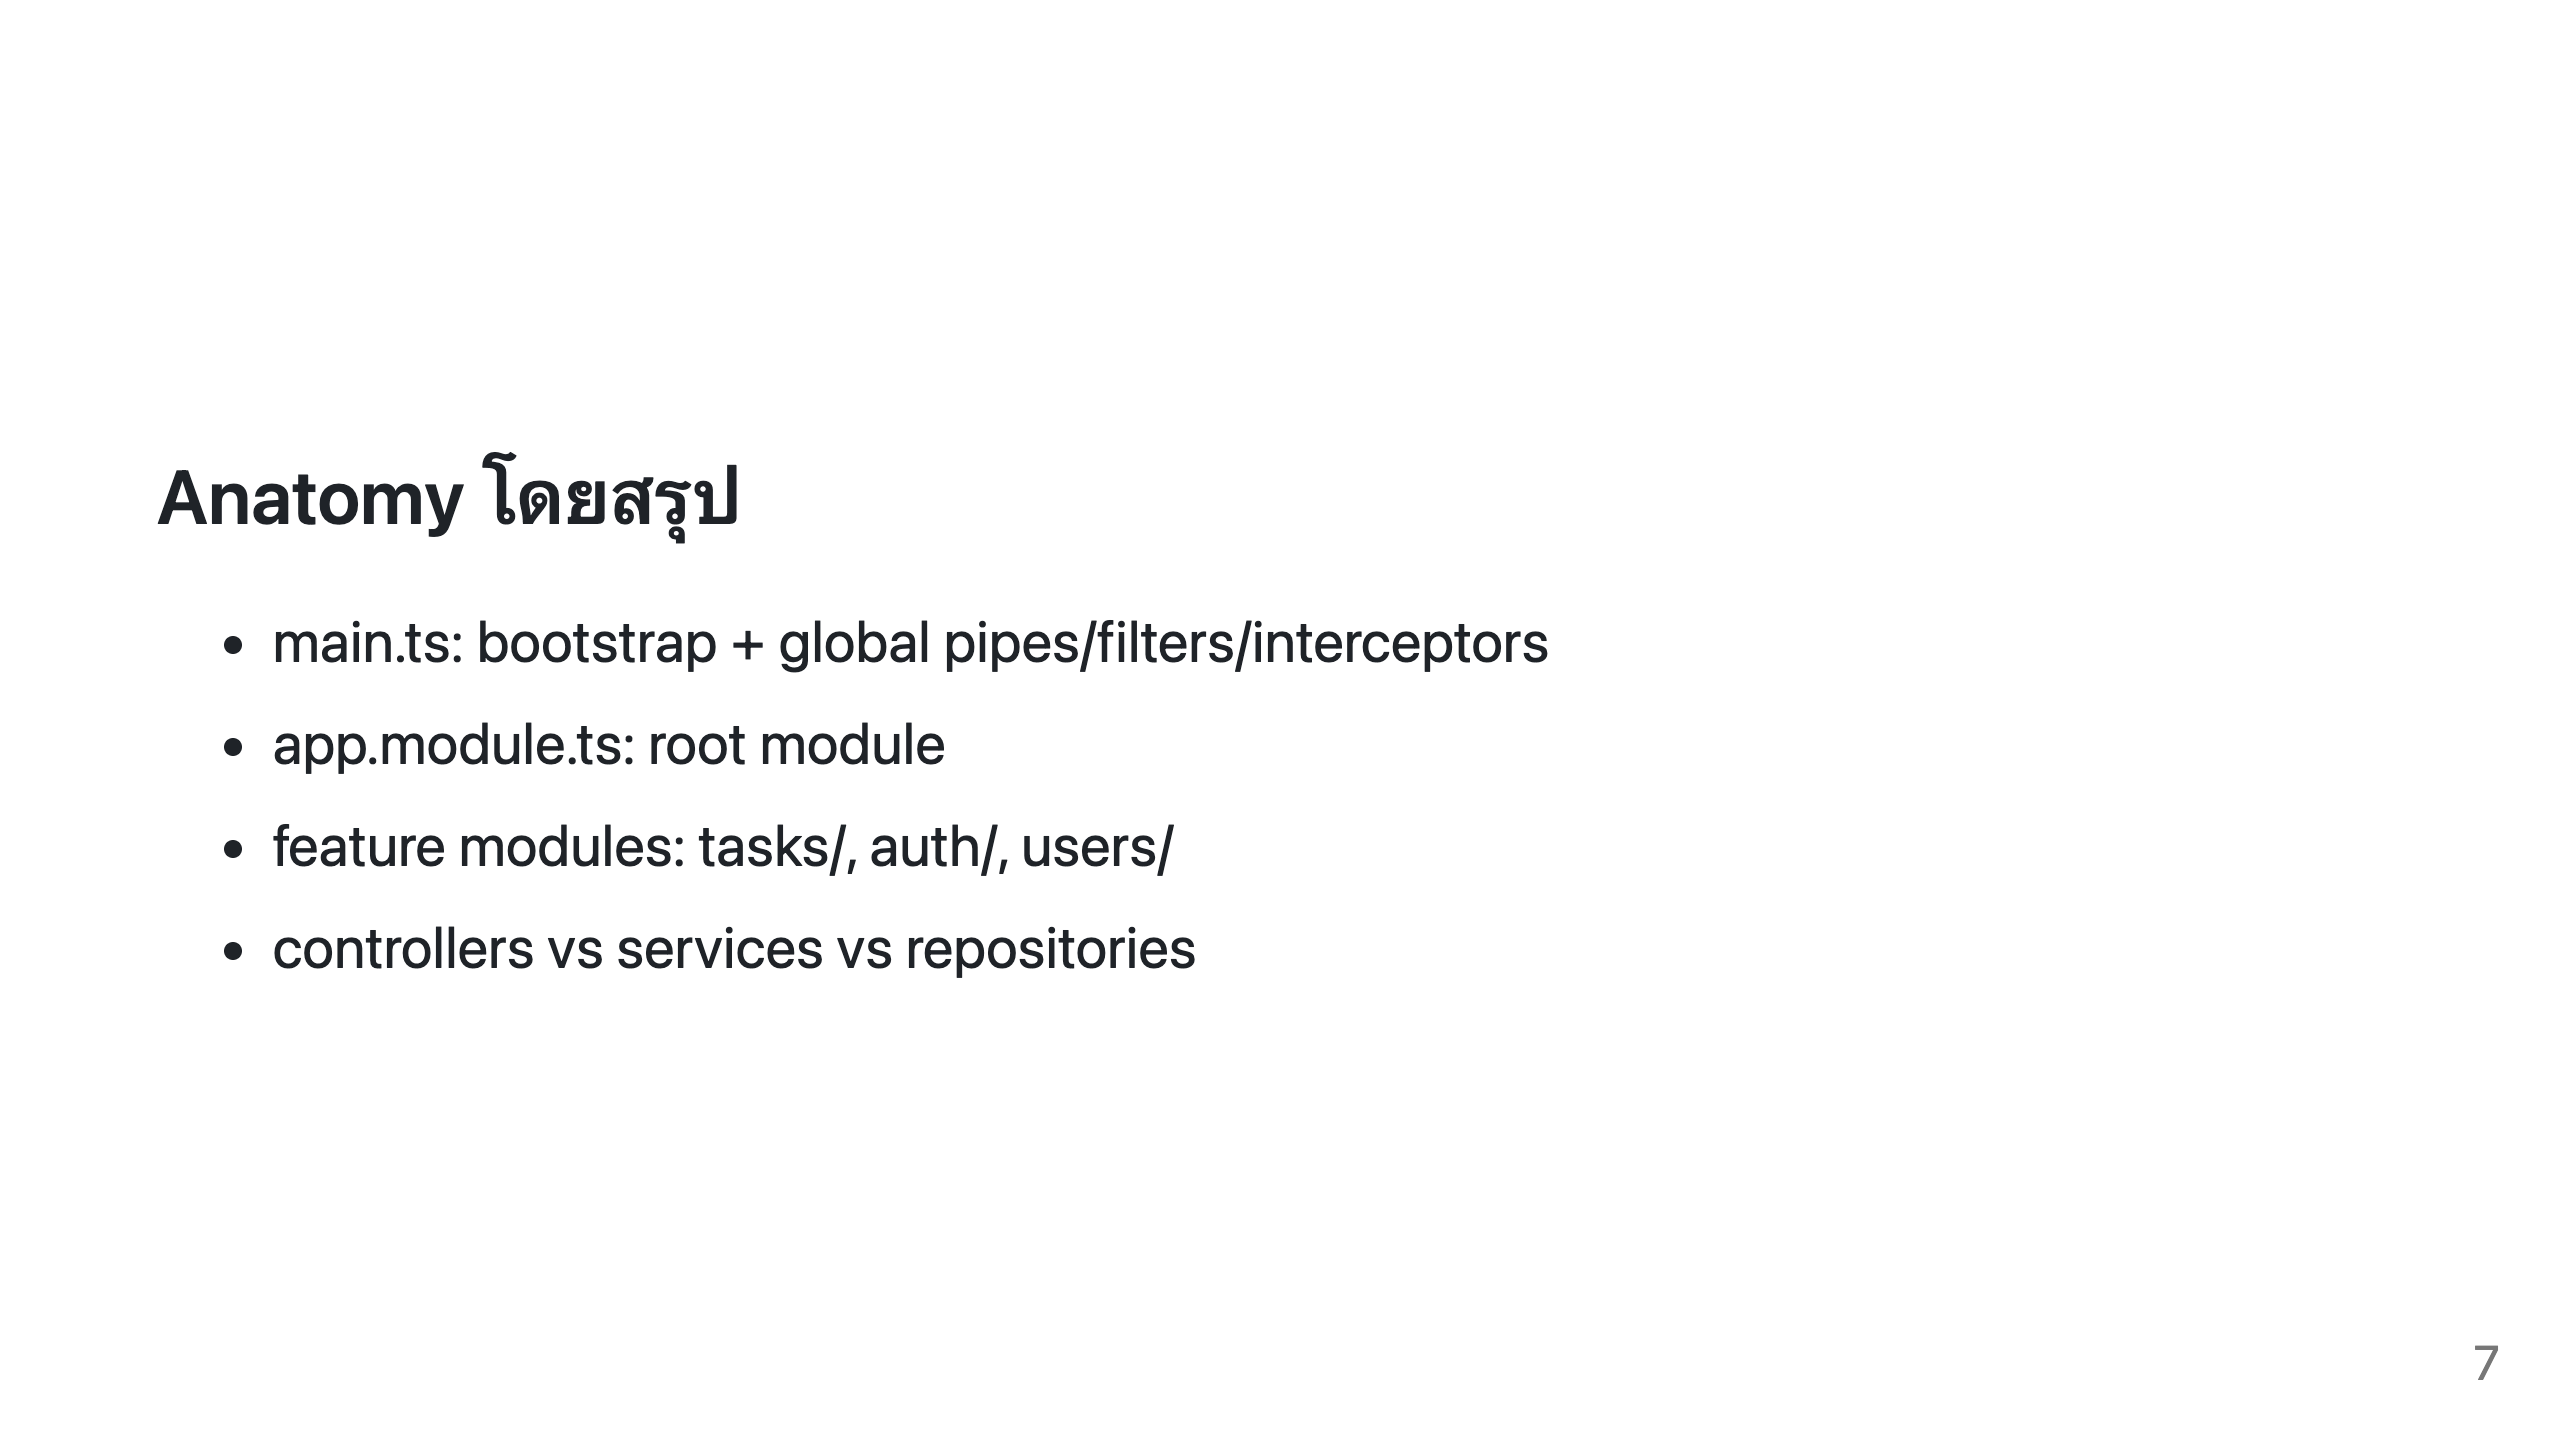 Anatomy โดยสรุป
• main.ts: bootstrap + global pipes/filters/interceptors
• app.module.ts: root module
• feature modules: tasks/, auth/, users/
• controllers vs services vs repositories
7